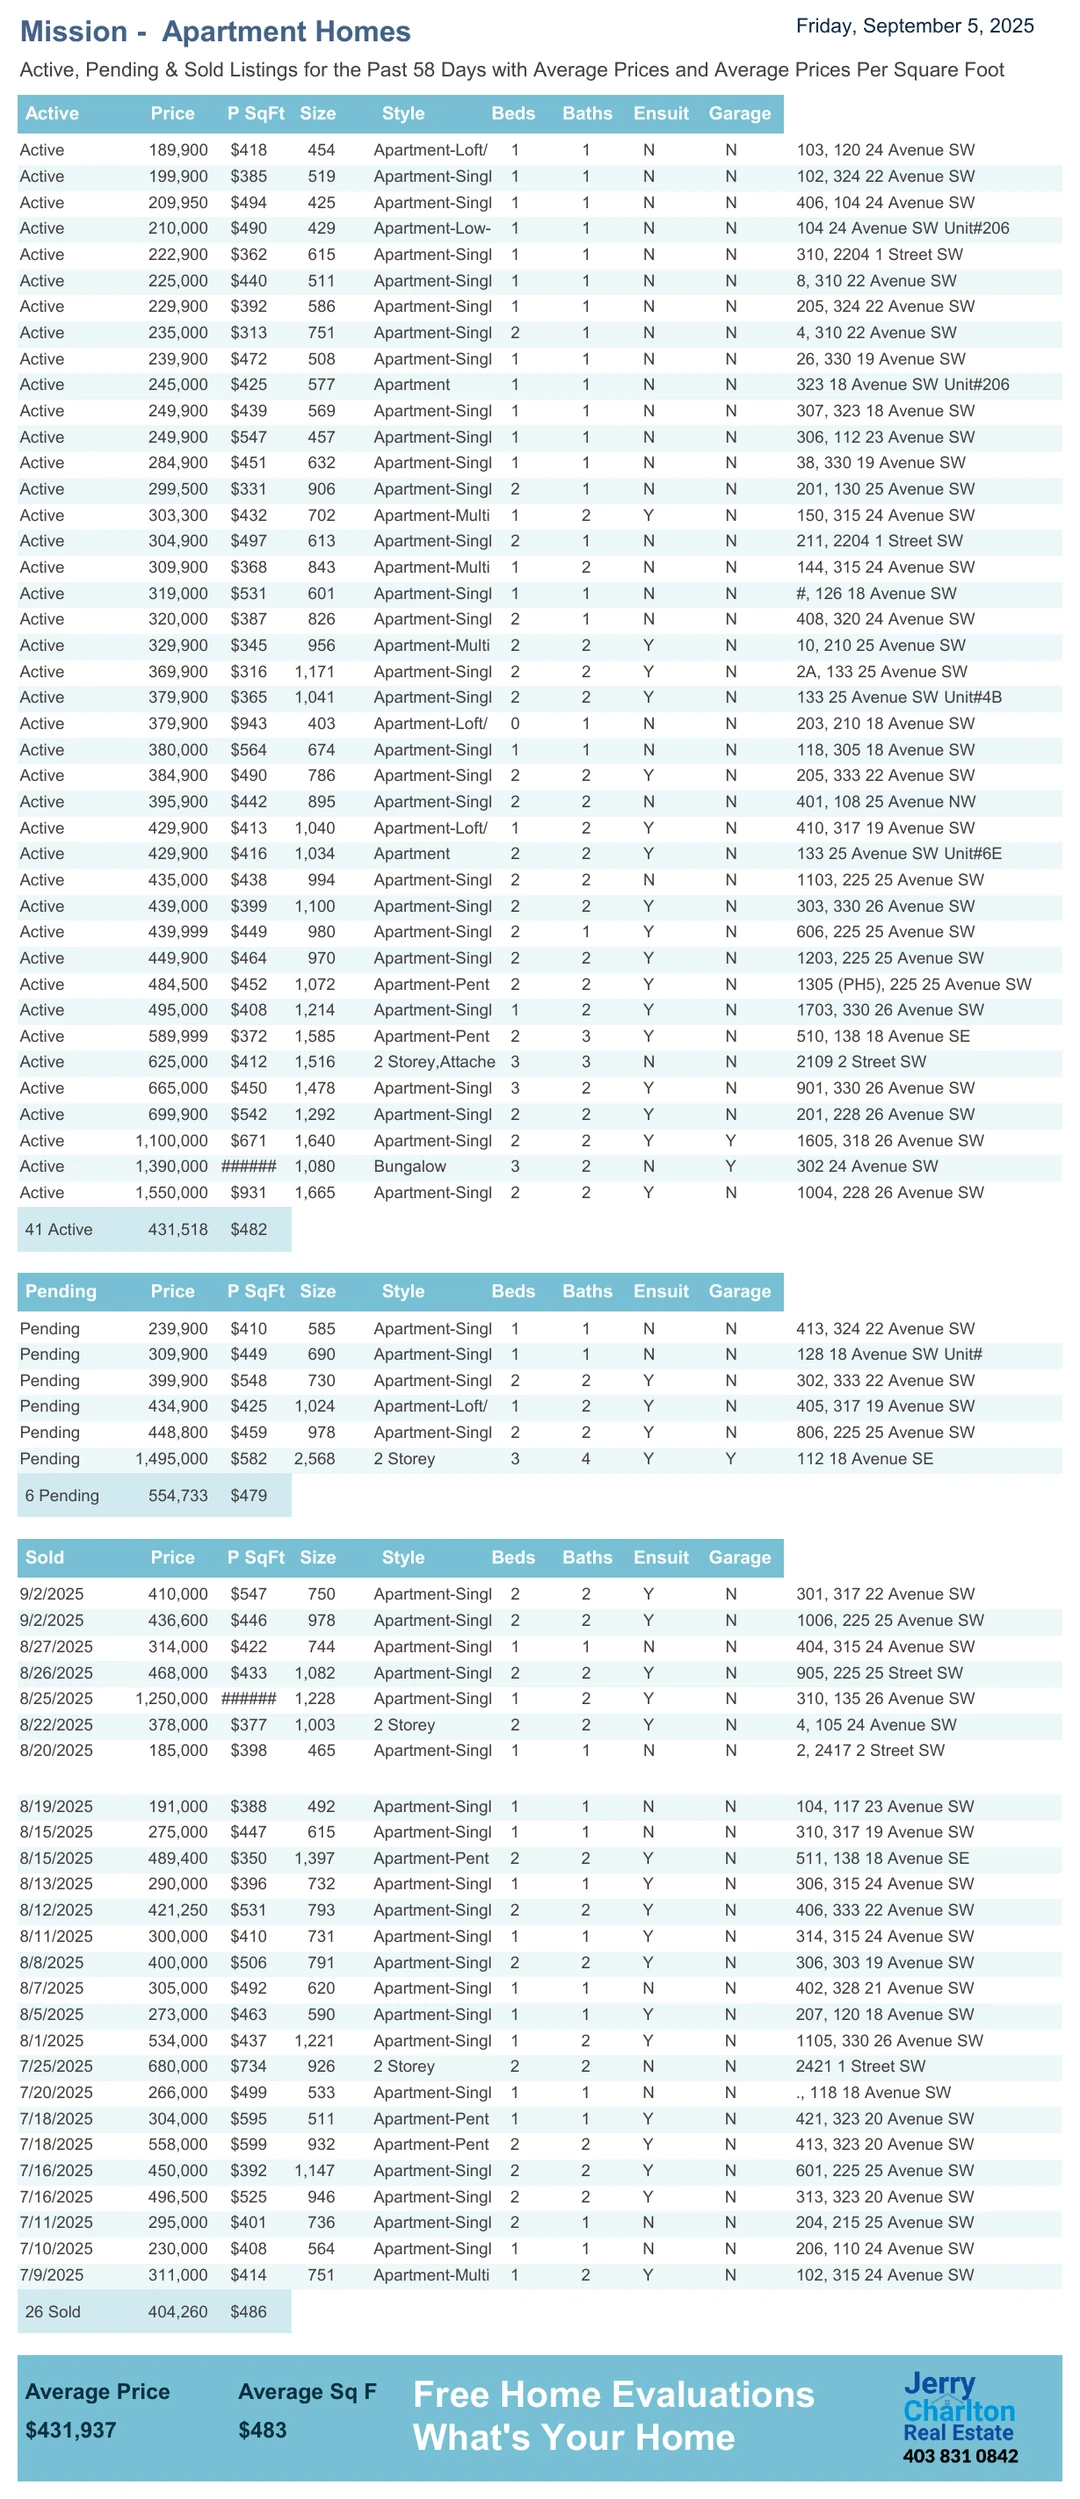 Mission -  Apartment Homes
Friday, September 5, 2025
Active, Pending & Sold Listings for the Past 58 Days with Average Prices and Average Prices Per Square Foot
Active Price P SqFt Size Style Beds Baths Ensuit Garage
Active 189,900 $418 454 Apartment-Loft/ 1 1 N N 103, 120 24 Avenue SW
Active 199,900 $385 519 Apartment-Singl 1 1 N N 102, 324 22 Avenue SW
Active 209,950 $494 425 Apartment-Singl 1 1 N N 406, 104 24 Avenue SW
Active 210,000 $490 429 Apartment-Low- 1 1 N N 104 24 Avenue SW Unit#206
Active 222,900 $362 615 Apartment-Singl 1 1 N N 310, 2204 1 Street SW
Active 225,000 $440 511 Apartment-Singl 1 1 N N 8, 310 22 Avenue SW
Active 229,900 $392 586 Apartment-Singl 1 1 N N 205, 324 22 Avenue SW
Active 235,000 $313 751 Apartment-Singl 2 1 N N 4, 310 22 Avenue SW
Active 239,900 $472 508 Apartment-Singl 1 1 N N 26, 330 19 Avenue SW
Active 245,000 $425 577 Apartment 1 1 N N 323 18 Avenue SW Unit#206
Active 249,900 $439 569 Apartment-Singl 1 1 N N 307, 323 18 Avenue SW
Active 249,900 $547 457 Apartment-Singl 1 1 N N 306, 112 23 Avenue SW
Active 284,900 $451 632 Apartment-Singl 1 1 N N 38, 330 19 Avenue SW
Active 299,500 $331 906 Apartment-Singl 2 1 N N 201, 130 25 Avenue SW
Active 303,300 $432 702 Apartment-Multi 1 2 Y N 150, 315 24 Avenue SW
Active 304,900 $497 613 Apartment-Singl 2 1 N N 211, 2204 1 Street SW
Active 309,900 $368 843 Apartment-Multi 1 2 N N 144, 315 24 Avenue SW
Active 319,000 $531 601 Apartment-Singl 1 1 N N #, 126 18 Avenue SW
Active 320,000 $387 826 Apartment-Singl 2 1 N N 408, 320 24 Avenue SW
Active 329,900 $345 956 Apartment-Multi 2 2 Y N 10, 210 25 Avenue SW
Active 369,900 $316 1,171 Apartment-Singl 2 2 Y N 2A, 133 25 Avenue SW
Active 379,900 $365 1,041 Apartment-Singl 2 2 Y N 133 25 Avenue SW Unit#4B
Active 379,900 $943 403 Apartment-Loft/ 0 1 N N 203, 210 18 Avenue SW
Active 380,000 $564 674 Apartment-Singl 1 1 N N 118, 305 18 Avenue SW
Active 384,900 $490 786 Apartment-Singl 2 2 Y N 205, 333 22 Avenue SW
Active 395,900 $442 895 Apartment-Singl 2 2 N N 401, 108 25 Avenue NW
Active 429,900 $413 1,040 Apartment-Loft/ 1 2 Y N 410, 317 19 Avenue SW
Active 429,900 $416 1,034 Apartment 2 2 Y N 133 25 Avenue SW Unit#6E
Active 435,000 $438 994 Apartment-Singl 2 2 N N 1103, 225 25 Avenue SW
Active 439,000 $399 1,100 Apartment-Singl 2 2 Y N 303, 330 26 Avenue SW
Active 439,999 $449 980 Apartment-Singl 2 1 Y N 606, 225 25 Avenue SW
Active 449,900 $464 970 Apartment-Singl 2 2 Y N 1203, 225 25 Avenue SW
Active 484,500 $452 1,072 Apartment-Pent 2 2 Y N 1305 (PH5), 225 25 Avenue SW
Active 495,000 $408 1,214 Apartment-Singl 1 2 Y N 1703, 330 26 Avenue SW
Active 589,999 $372 1,585 Apartment-Pent 2 3 Y N 510, 138 18 Avenue SE
Active 625,000 $412 1,516 2 Storey,Attache 3 3 N N 2109 2 Street SW
Active 665,000 $450 1,478 Apartment-Singl 3 2 Y N 901, 330 26 Avenue SW
Active 699,900 $542 1,292 Apartment-Singl 2 2 Y N 201, 228 26 Avenue SW
Active 1,100,000 $671 1,640 Apartment-Singl 2 2 Y Y 1605, 318 26 Avenue SW
Active 1,390,000 ###### 1,080 Bungalow 3 2 N Y 302 24 Avenue SW
Active 1,550,000 $931 1,665 Apartment-Singl 2 2 Y N 1004, 228 26 Avenue SW
41 Active 431,518 $482
Pending Price P SqFt Size Style Beds Baths Ensuit Garage
Pending 239,900 $410 585 Apartment-Singl 1 1 N N 413, 324 22 Avenue SW
Pending 309,900 $449 690 Apartment-Singl 1 1 N N 128 18 Avenue SW Unit#
Pending 399,900 $548 730 Apartment-Singl 2 2 Y N 302, 333 22 Avenue SW
Pending 434,900 $425 1,024 Apartment-Loft/ 1 2 Y N 405, 317 19 Avenue SW
Pending 448,800 $459 978 Apartment-Singl 2 2 Y N 806, 225 25 Avenue SW
Pending 1,495,000 $582 2,568 2 Storey 3 4 Y Y 112 18 Avenue SE
6 Pending 554,733 $479
Sold Price P SqFt Size Style Beds Baths Ensuit Garage
9/2/2025 410,000 $547 750 Apartment-Singl 2 2 Y N 301, 317 22 Avenue SW
9/2/2025 436,600 $446 978 Apartment-Singl 2 2 Y N 1006, 225 25 Avenue SW
8/27/2025 314,000 $422 744 Apartment-Singl 1 1 N N 404, 315 24 Avenue SW
8/26/2025 468,000 $433 1,082 Apartment-Singl 2 2 Y N 905, 225 25 Street SW
8/25/2025 1,250,000 ###### 1,228 Apartment-Singl 1 2 Y N 310, 135 26 Avenue SW
8/22/2025 378,000 $377 1,003 2 Storey 2 2 Y N 4, 105 24 Avenue SW
8/20/2025 185,000 $398 465 Apartment-Singl 1 1 N N 2, 2417 2 Street SW
8/19/2025 191,000 $388 492 Apartment-Singl 1 1 N N 104, 117 23 Avenue SW
8/15/2025 275,000 $447 615 Apartment-Singl 1 1 N N 310, 317 19 Avenue SW
8/15/2025 489,400 $350 1,397 Apartment-Pent 2 2 Y N 511, 138 18 Avenue SE
8/13/2025 290,000 $396 732 Apartment-Singl 1 1 Y N 306, 315 24 Avenue SW
8/12/2025 421,250 $531 793 Apartment-Singl 2 2 Y N 406, 333 22 Avenue SW
8/11/2025 300,000 $410 731 Apartment-Singl 1 1 Y N 314, 315 24 Avenue SW
8/8/2025 400,000 $506 791 Apartment-Singl 2 2 Y N 306, 303 19 Avenue SW
8/7/2025 305,000 $492 620 Apartment-Singl 1 1 N N 402, 328 21 Avenue SW
8/5/2025 273,000 $463 590 Apartment-Singl 1 1 Y N 207, 120 18 Avenue SW
8/1/2025 534,000 $437 1,221 Apartment-Singl 1 2 Y N 1105, 330 26 Avenue SW
7/25/2025 680,000 $734 926 2 Storey 2 2 N N 2421 1 Street SW
7/20/2025 266,000 $499 533 Apartment-Singl 1 1 N N ., 118 18 Avenue SW
7/18/2025 304,000 $595 511 Apartment-Pent 1 1 Y N 421, 323 20 Avenue SW
7/18/2025 558,000 $599 932 Apartment-Pent 2 2 Y N 413, 323 20 Avenue SW
7/16/2025 450,000 $392 1,147 Apartment-Singl 2 2 Y N 601, 225 25 Avenue SW
7/16/2025 496,500 $525 946 Apartment-Singl 2 2 Y N 313, 323 20 Avenue SW
7/11/2025 295,000 $401 736 Apartment-Singl 2 1 N N 204, 215 25 Avenue SW
7/10/2025 230,000 $408 564 Apartment-Singl 1 1 N N 206, 110 24 Avenue SW
7/9/2025 311,000 $414 751 Apartment-Multi 1 2 Y N 102, 315 24 Avenue SW
26 Sold 404,260 $486
Average Price Average Sq F
$431,937 $483
Free Home Evaluations
What's Your Home
Jerry
Charlton
Real Estate
403 831 0842